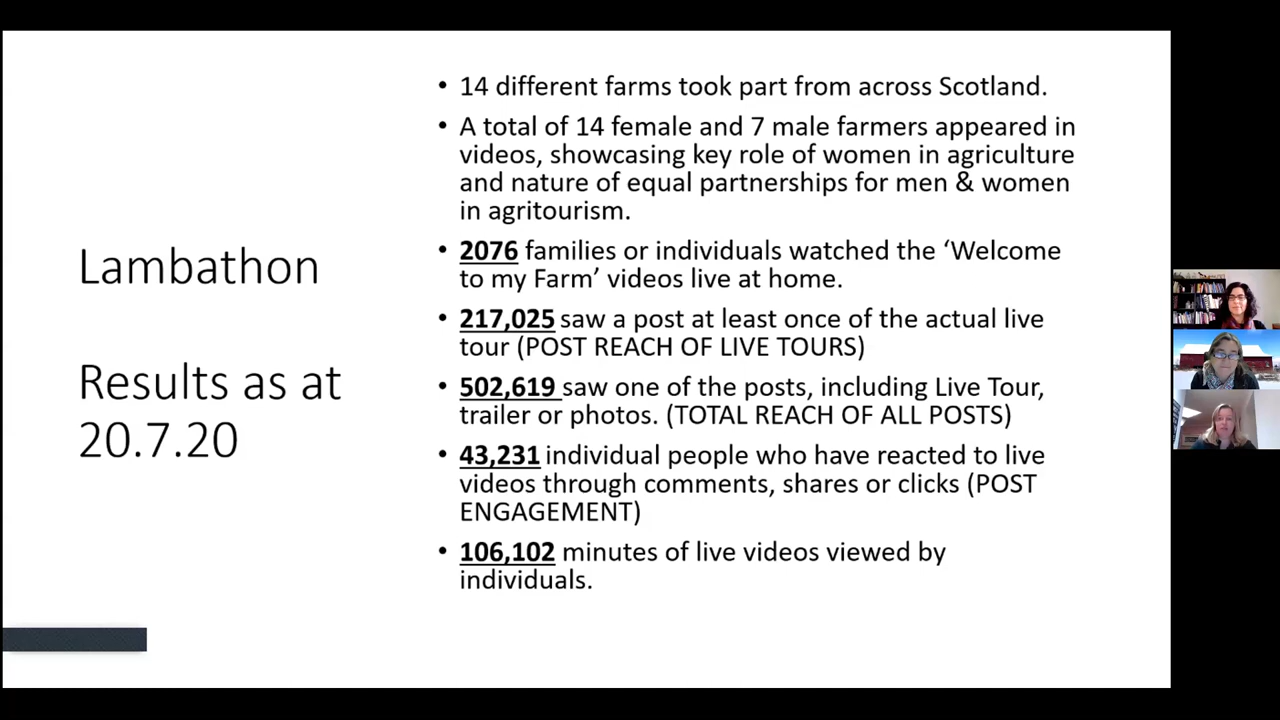 Lambathon
Results as at
20.7.20
• 14 different farms took part from across Scotland.
• A total of 14 female and 7 male farmers appeared in
videos, showcasing key role of women in agriculture
and nature of equal partnerships for men & women
in agritourism.
• 2076 families or individuals watched the ‘Welcome
to my Farm’ videos live at home.
• 217,025 saw a post at least once of the actual live
tour (POST REACH OF LIVE TOURS)
• 502,619 saw one of the posts, including Live Tour,
trailer or photos. (TOTAL REACH OF ALL POSTS)
• 43,231 individual people who have reacted to live
videos through comments, shares or clicks (POST
ENGAGEMENT)
• 106,102 minutes of live videos viewed by
individuals.